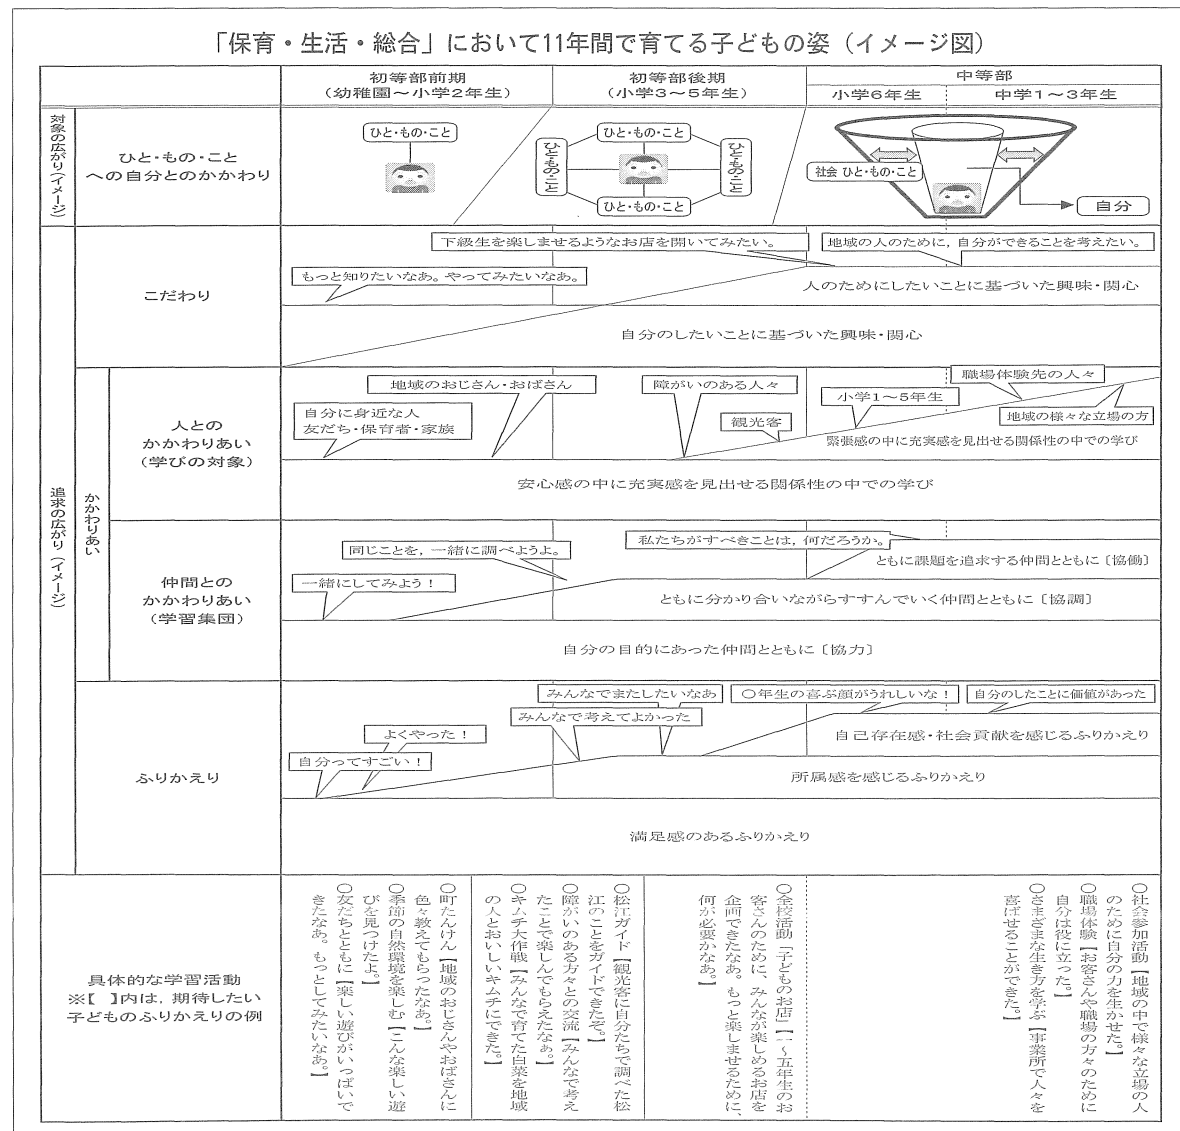 「保育・生活・総合」において11年間で育てる子どもの姿（イメージ図）
初等部前期
（幼稚園～小学2年生）
初等部後期
（小学3～5年生）
中等部
小学6年生
中学1～3年生
対象の広がり（イメージ）
ひと・もの・こと
への自分とのかかわり
ひと・もの・こと
ひと・もの・こと
ひと・もの・こと
ひと・もの・こと
ひと・もの・こと
社会 ひと・もの・こと
自分
追求の広がり（イメージ）
こだわり
下級生を楽しませるようなお店を開いてみたい。
地域の人のために，自分ができることを考えたい。
もっと知りたいなあ。やってみたいなあ。
人のためにしたいことに基づいた興味・関心
自分のしたいことに基づいた興味・関心
かかわりあい
人との
かかわりあい
（学びの対象）
地域のおじさん・おばさん
自分に身近な人
友だち・保育者・家族
障がいのある人々
観光客
小学1～5年生
職場体験先の人々
地域の様々な立場の方
緊張感の中に充実感を見出せる関係性の中での学び
安心感の中に充実感を見出せる関係性の中での学び
仲間との
かかわりあい
（学習集団）
同じことを，一緒に調べようよ。
一緒にしてみよう！
私たちがすべきことは，何だろうか。
ともに課題を追求する仲間とともに〔協働〕
ともに分かり合いながらすすんでいく仲間とともに〔協調〕
自分の目的にあった仲間とともに〔協力〕
ふりかえり
みんなでまたしたいなあ
〇年生の喜ぶ顔がうれしいな！
自分のしたことに価値があった
みんなで考えてよかった
よくやった！
自分ってすごい！
自己存在感・社会貢献を感じるふりかえり
所属感を感じるふりかえり
満足感のあるふりかえり
具体的な学習活動
※【　】内は，期待したい
子どものふりかえりの例
〇町たんけん【地域のおじさんやおばさんに
色々教えてもらったなあ。】
〇季節の自然環境を楽しむ【こんな楽しい遊
びを見つけたよ。】
〇友だちとともに【楽しい遊びがいっぱいで
きたなあ。もっとしてみたいなあ。】
〇松江ガイド【観光客に自分たちで調べた松
江のことをガイドできたぞ。】
〇障がいのある方々との交流【みんなで考え
たことで楽しんでもらえたなぁ。】
〇キムチ大作戦【みんなで育てた白菜を地域
の人とおいしいキムチにできた。】
〇全校活動「子どものお店」【一～五年生のお
客さんのために、みんなが楽しめるお店を
企画できたなあ。もっと楽しませるために、
何が必要かなあ。】
〇社会参加活動【地域の中で様々な立場の人
のために自分の力を生かせた。】
〇職場体験【お客さんや職場の方々のために
自分は役に立った。】
〇さまざまな生き方を学ぶ【事業所で人々を
喜ばせることができた。】